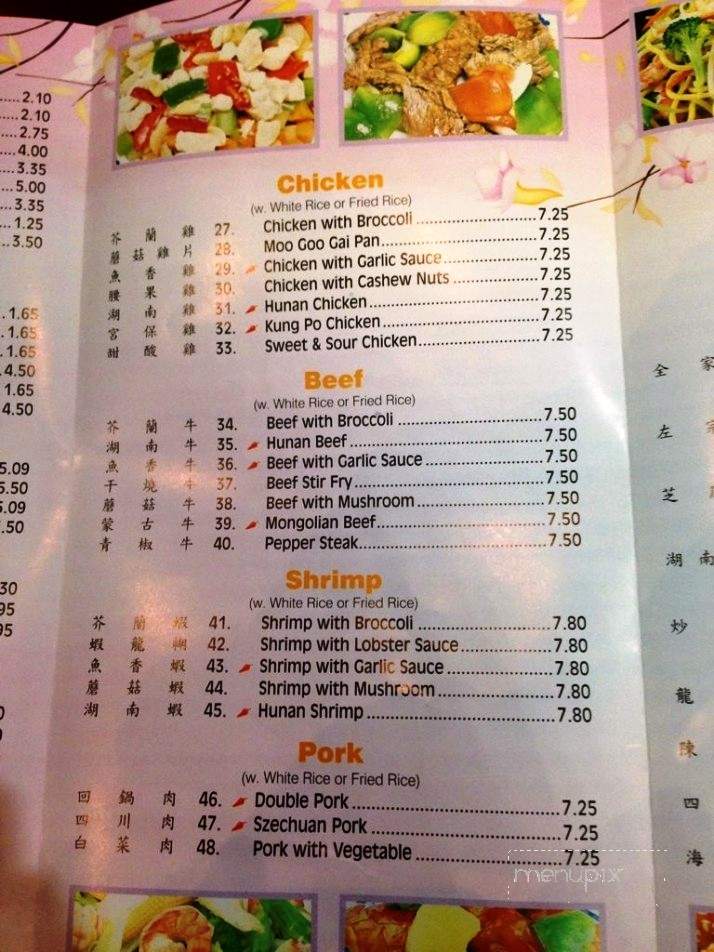 .....2.10
.....2.10
....2.75
....4.00
....3.35
....5.00
....3.35
....1.25
....3.50
..1.65
..1.65
..1.65
.4.50
1.65
4.50
5.09
5.50
5.09
.50
30
95
95
Chicken
(w. White Rice or Fried Rice)
芥蘭雞 27. Chicken with Broccoli 7.25
蘑菇雞片 28. Moo Goo Gai Pan 7.25
魚香雞 29. Chicken with Garlic Sauce 7.25
腰果雞 30. Chicken with Cashew Nuts 7.25
湖南雞 31. Hunan Chicken 7.25
宮保雞 32. Kung Po Chicken 7.25
甜酸雞 33. Sweet & Sour Chicken 7.25
Beef
(w. White Rice or Fried Rice)
芥蘭牛 34. Beef with Broccoli 7.50
湖南牛 35. Hunan Beef 7.50
魚香牛 36. Beef with Garlic Sauce 7.50
干燒牛 37. Beef Stir Fry 7.50
蘑菇牛 38. Beef with Mushroom 7.50
蒙古牛 39. Mongolian Beef 7.50
青椒牛 40. Pepper Steak 7.50
Shrimp
(w. White Rice or Fried Rice)
芥蘭蝦 41. Shrimp with Broccoli 7.80
蝦龍糊 42. Shrimp with Lobster Sauce 7.80
魚香蝦 43. Shrimp with Garlic Sauce 7.80
蘑菇蝦 44. Shrimp with Mushroom 7.80
湖南蝦 45. Hunan Shrimp 7.80
Pork
(w. White Rice or Fried Rice)
回鍋肉 46. Double Pork 7.25
四川肉 47. Szechuan Pork 7.25
白菜肉 48. Pork with Vegetable 7.25
全家
左
芝
湖南
炒
龍
陳
四
海
menupix